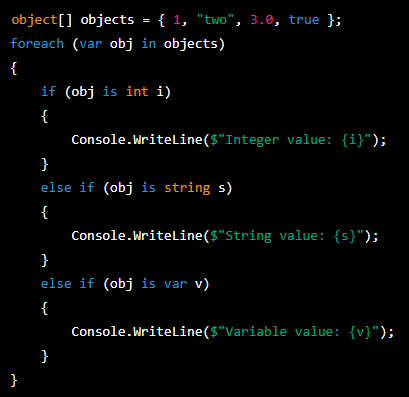 object[] objects = { 1, "two", 3.0, true };
foreach (var obj in objects)
{
    if (obj is int i)
    {
        Console.WriteLine($"Integer value: {i}");
    }
    else if (obj is string s)
    {
        Console.WriteLine($"String value: {s}");
    }
    else if (obj is var v)
    {
        Console.WriteLine($"Variable value: {v}");
    }
}